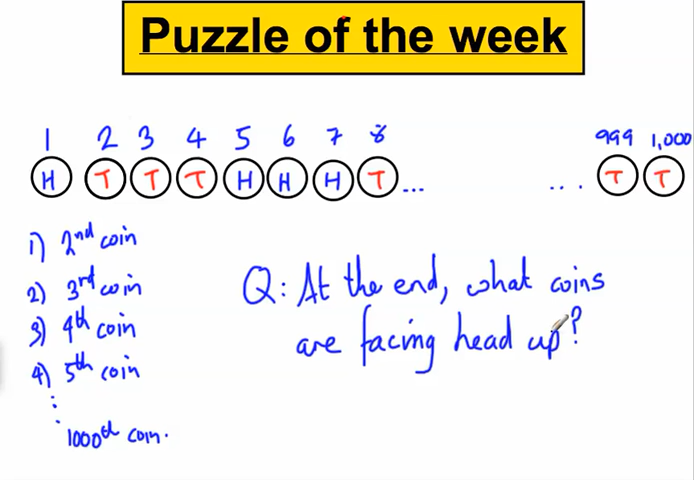 Puzzle of the week
1 2 3 4 5 6 7 8 999 1,000
H T T T H H H T ... ... T T
1) 2nd coin
2) 3rd coin
3) 4th coin
4) 5th coin
⋮
1000th coin.
Q: At the end, what coins
are facing head up?